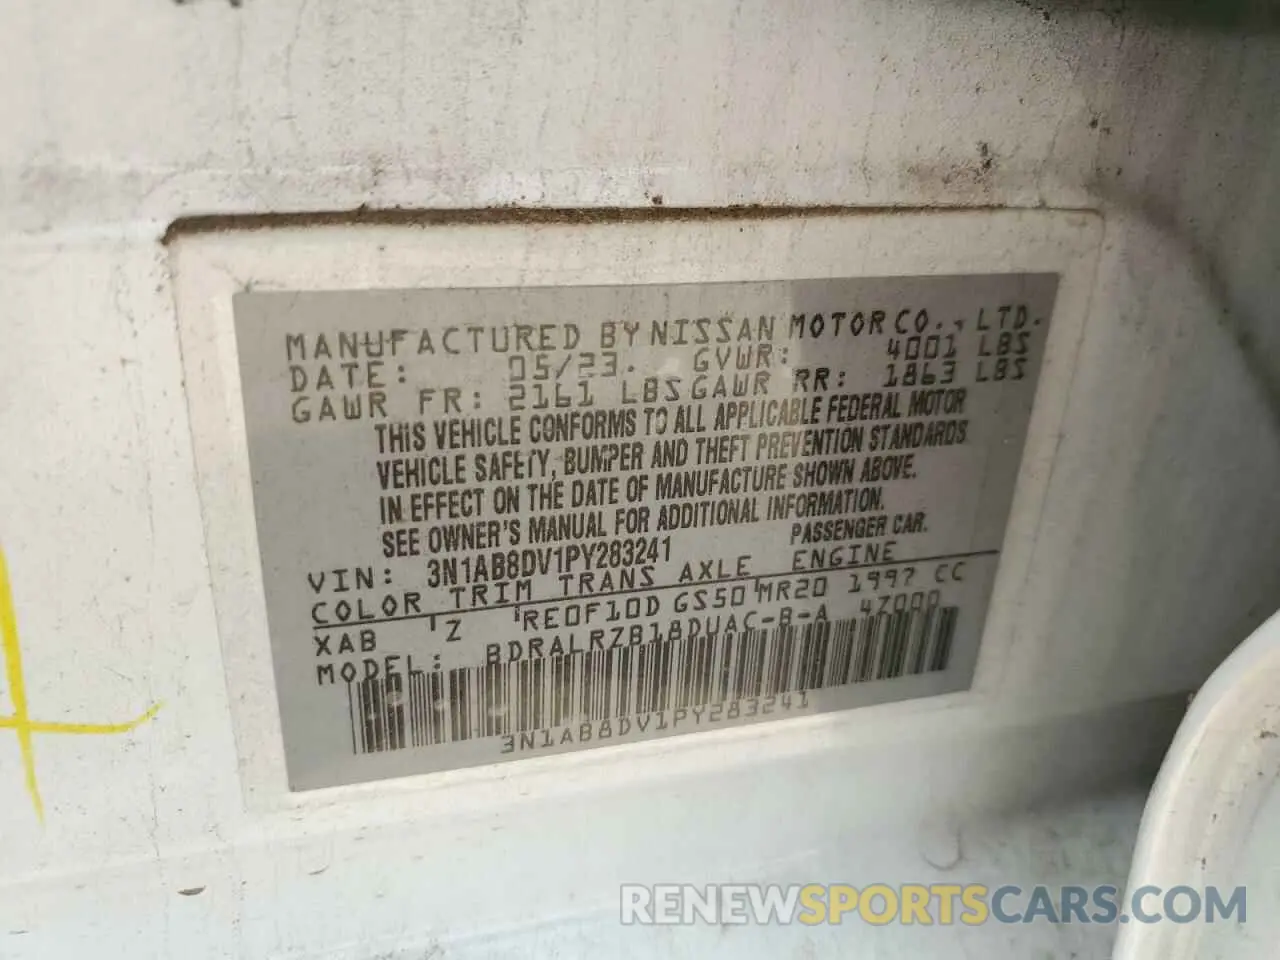 MANUFACTURED BY NISSAN MOTOR CO., LTD.
DATE: 05/23. GVWR: 4001 LBS
GAWR FR: 2161 LBS GAWR RR: 1863 LBS
THIS VEHICLE CONFORMS TO ALL APPLICABLE FEDERAL MOTOR
VEHICLE SAFETY, BUMPER AND THEFT PREVENTION STANDARDS
IN EFFECT ON THE DATE OF MANUFACTURE SHOWN ABOVE.
SEE OWNER'S MANUAL FOR ADDITIONAL INFORMATION.
VIN: 3N1AB8DV1PY283241 PASSENGER CAR.
COLOR TRIM TRANS AXLE ENGINE
XAB 'Z 'RE0F10D GS50 'MR20 1997 CC
MODEL: BDRALRZB18DUAC-B-A 4Z000
3N1AB8DV1PY283241
RENEWSPORTSCARS.COM